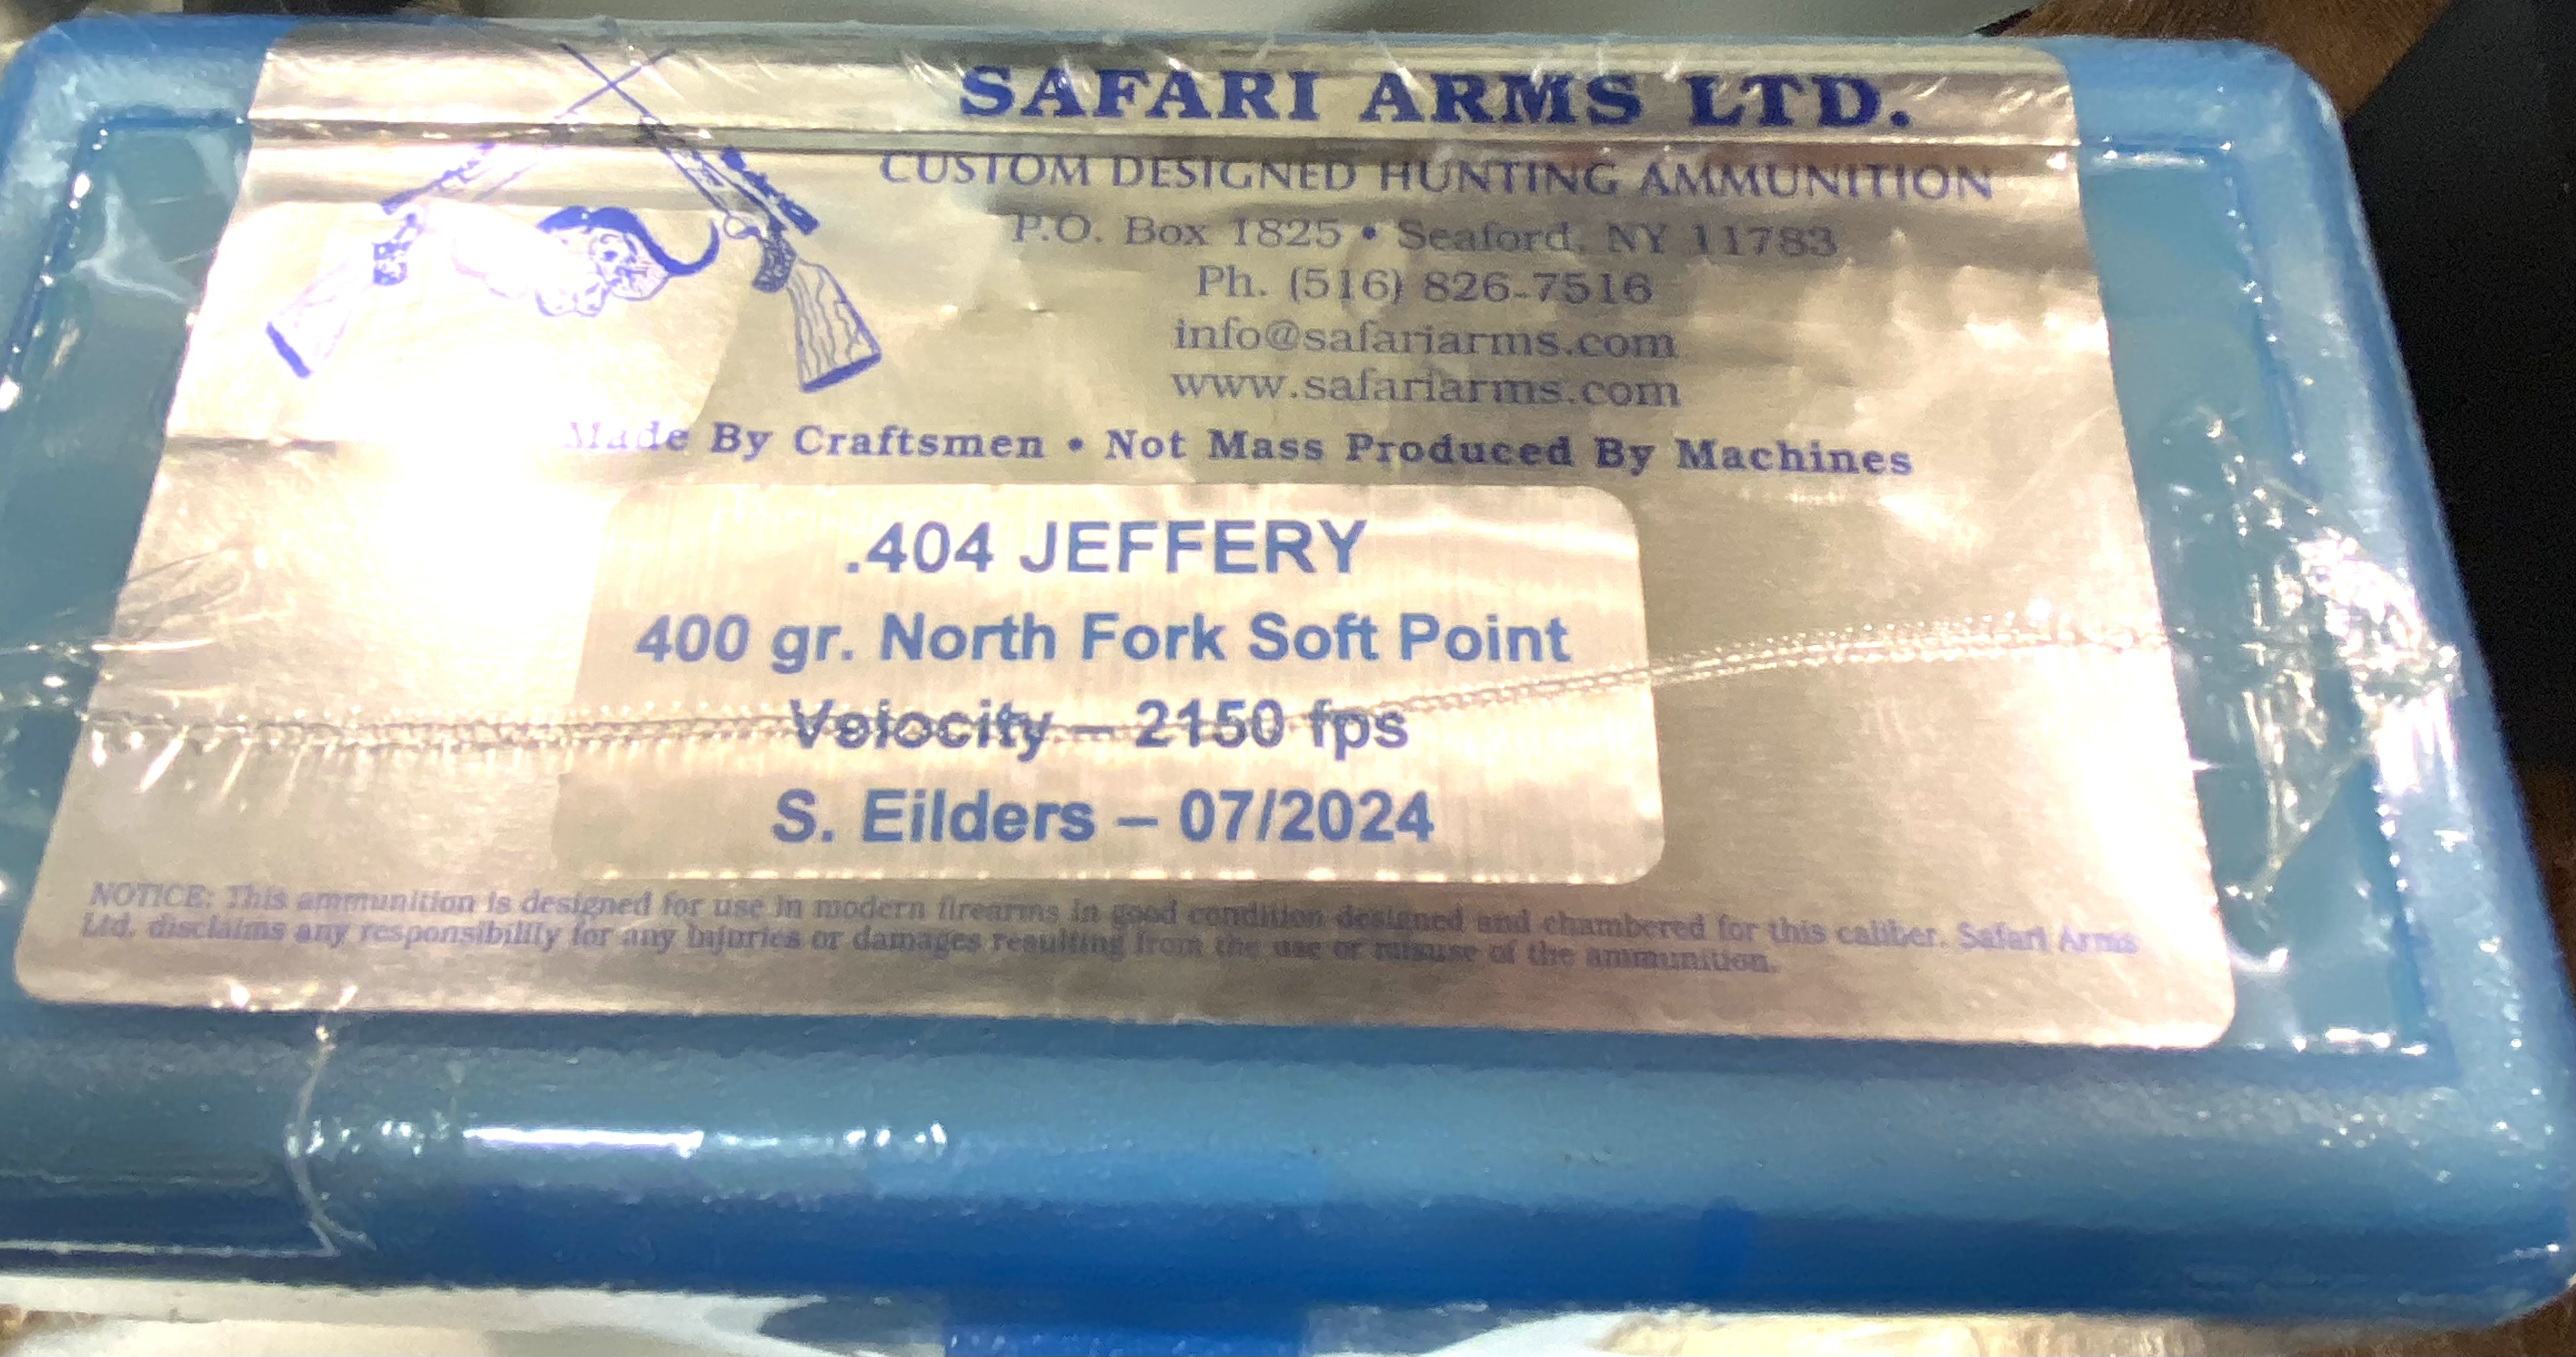 SAFARI ARMS LTD.
CUSTOM DESIGNED HUNTING AMMUNITION
P.O. Box 1825 • Seaford, NY 11783
Ph. (516) 826-7516
info@safariarms.com
www.safariarms.com
Made By Craftsmen • Not Mass Produced By Machines
.404 JEFFERY
400 gr. North Fork Soft Point
Velocity – 2150 fps
S. Eilders – 07/2024
NOTICE: This ammunition is designed for use in modern firearms in good condition designed and chambered for this caliber. Safari Arms
Ltd. disclaims any responsibility for any injuries or damages resulting from the use or misuse of the ammunition.